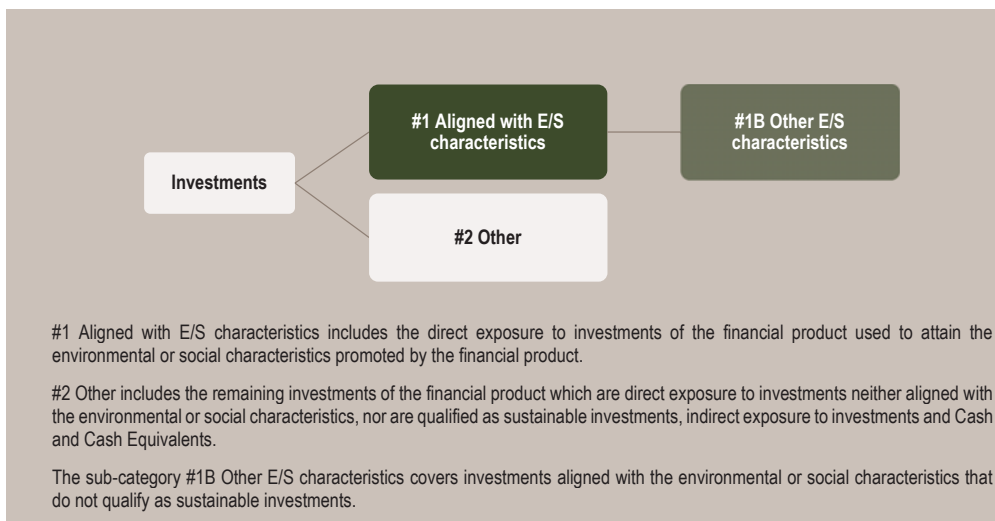 #1 Aligned with E/S
characteristics
#1B Other E/S
characteristics
Investments
#2 Other
#1 Aligned with E/S characteristics includes the direct exposure to investments of the financial product used to attain the
environmental or social characteristics promoted by the financial product.
#2 Other includes the remaining investments of the financial product which are direct exposure to investments neither aligned with
the environmental or social characteristics, nor are qualified as sustainable investments, indirect exposure to investments and Cash
and Cash Equivalents.
The sub-category #1B Other E/S characteristics covers investments aligned with the environmental or social characteristics that
do not qualify as sustainable investments.